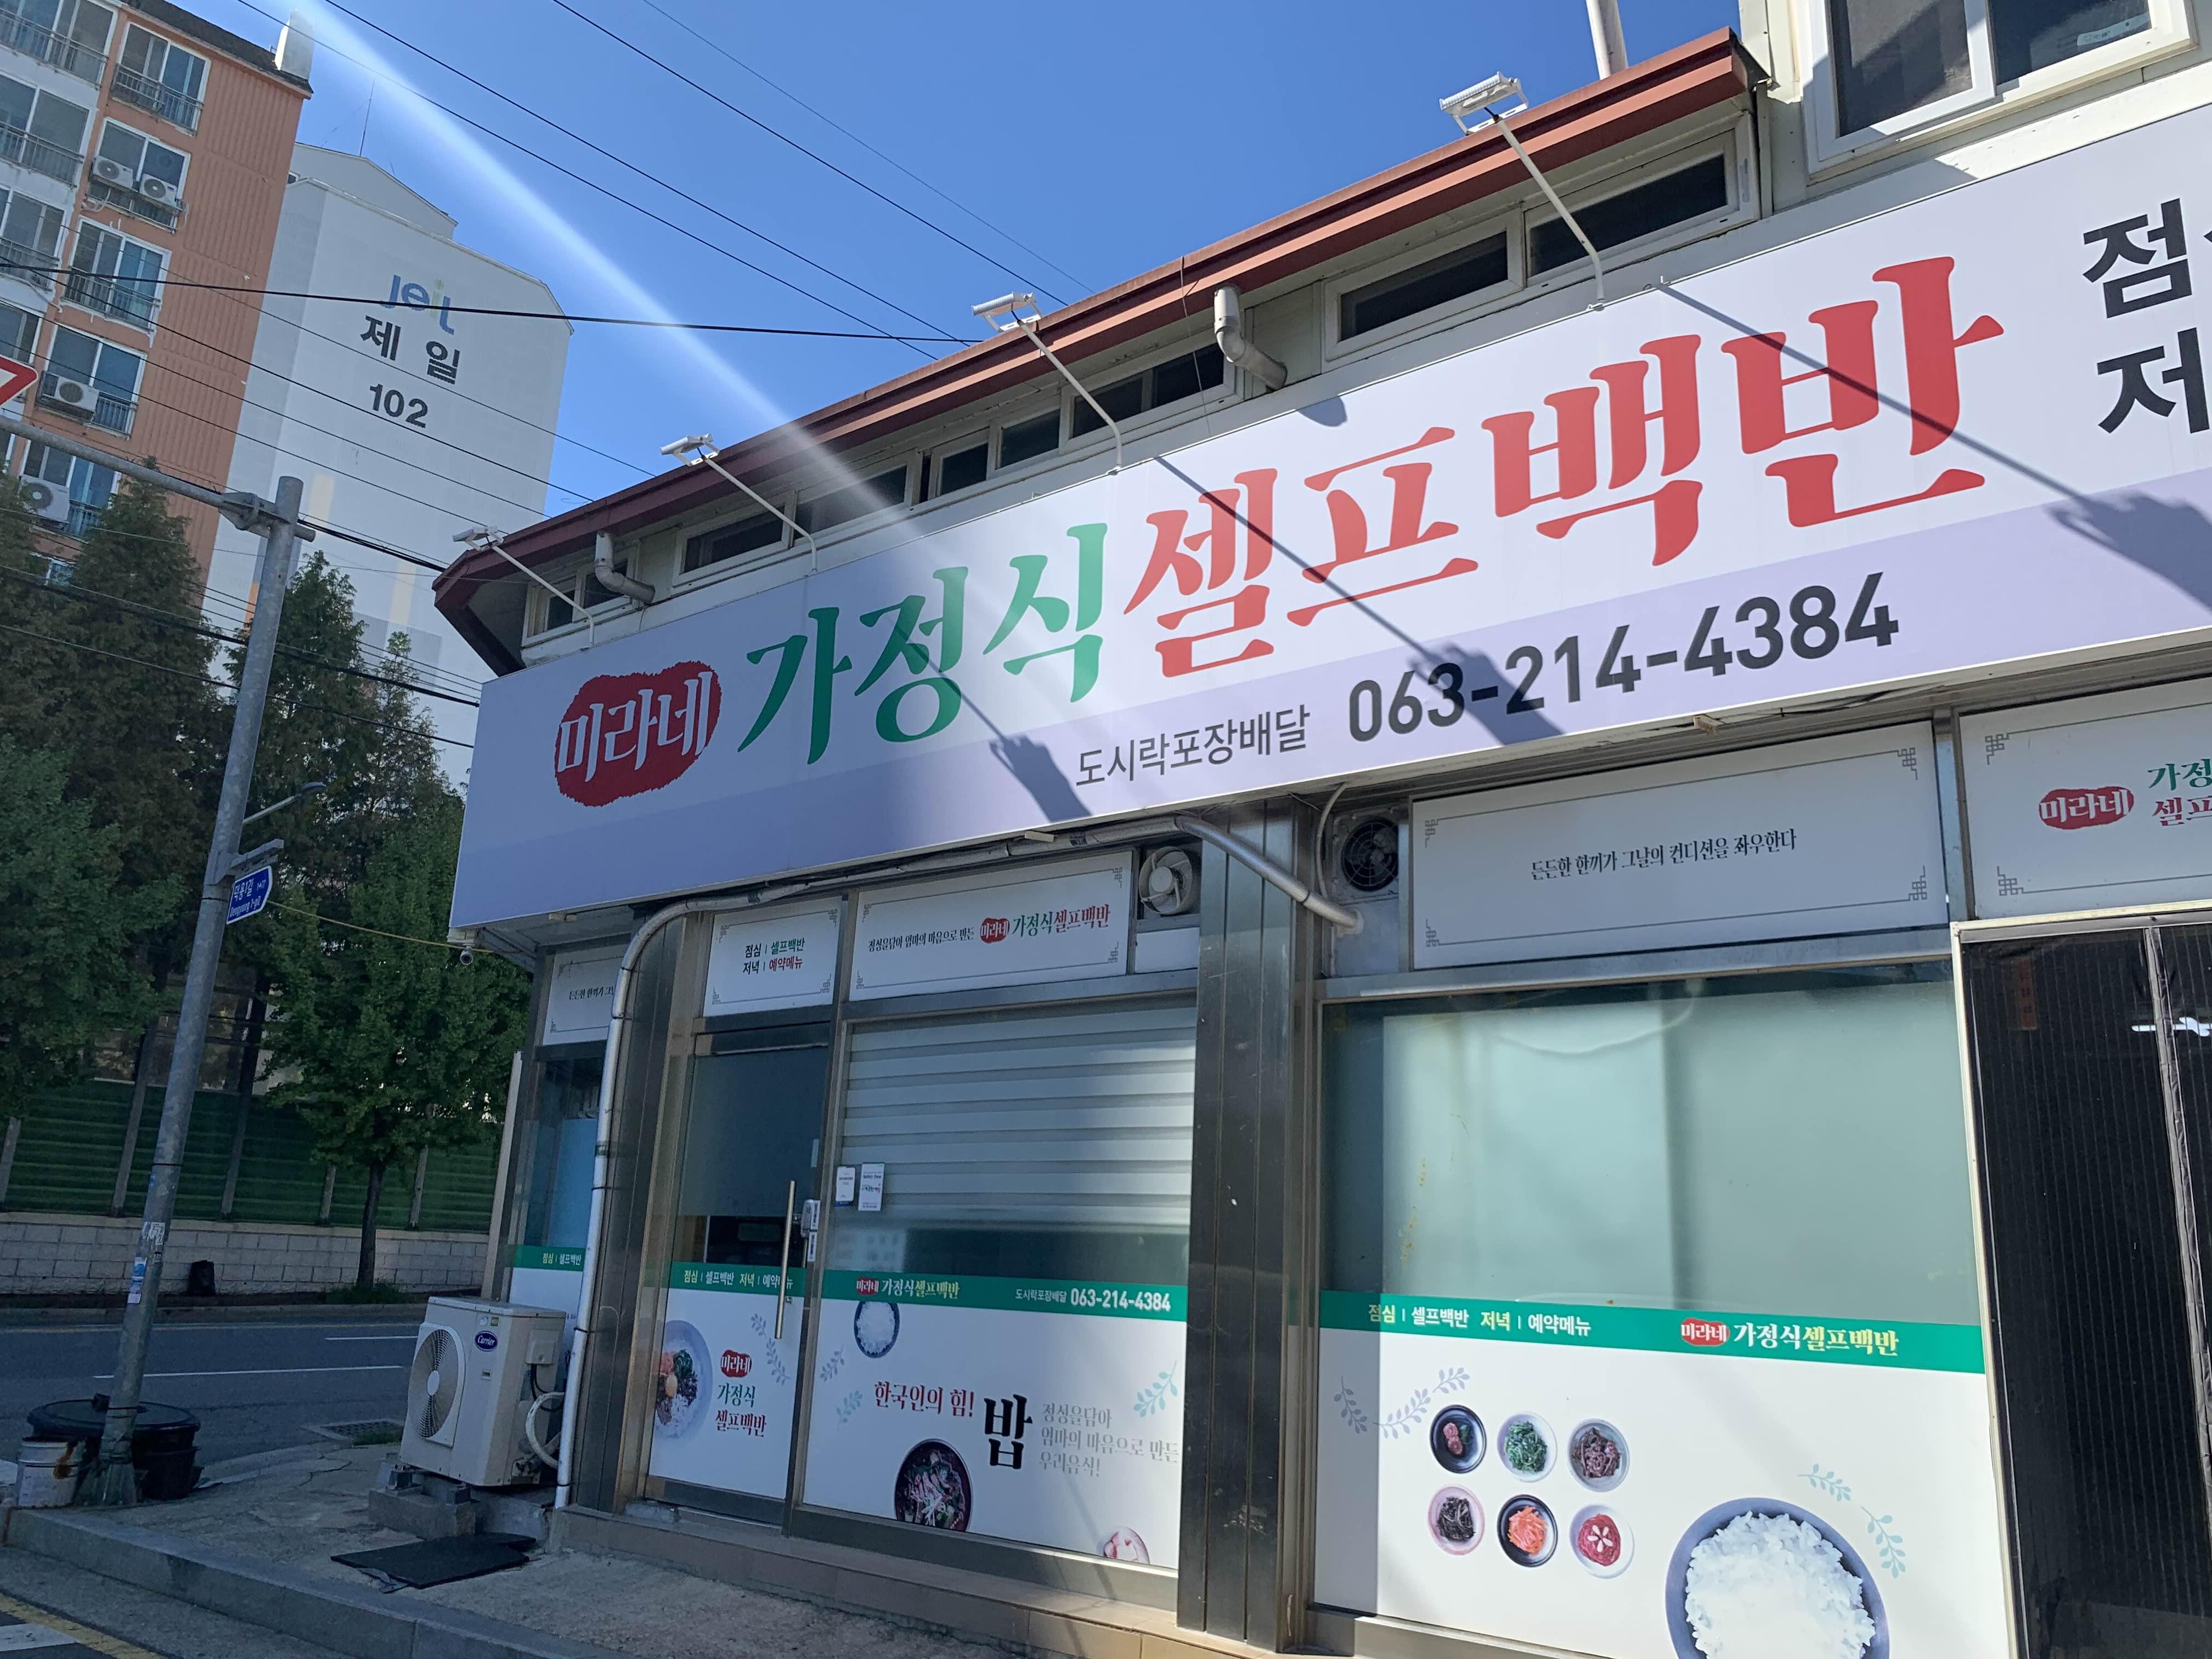 jeil
제일
102
미라네 가정식 셀프백반
점
저
도시락포장배달 063-214-4384
미라네 가정
셀프
든든한 한끼가 그날의 컨디션을 좌우한다
점심 | 셀프백반
저녁 | 예약메뉴
정성을담아 엄마의 마음으로 만든 미라네 가정식셀프백반
든든한 한끼가 그날
점심 | 셀프백반
점심 | 셀프백반 저녁 | 예약메뉴
미라네 가정식셀프백반 도시락포장배달 063-214-4384
점심 | 셀프백반 저녁 | 예약메뉴 미라네 가정식셀프백반
Carrier
미라네
가정식
셀프백반
한국인의 힘! 밥
정성을담아
엄마의 마음으로 만든
우리음식!